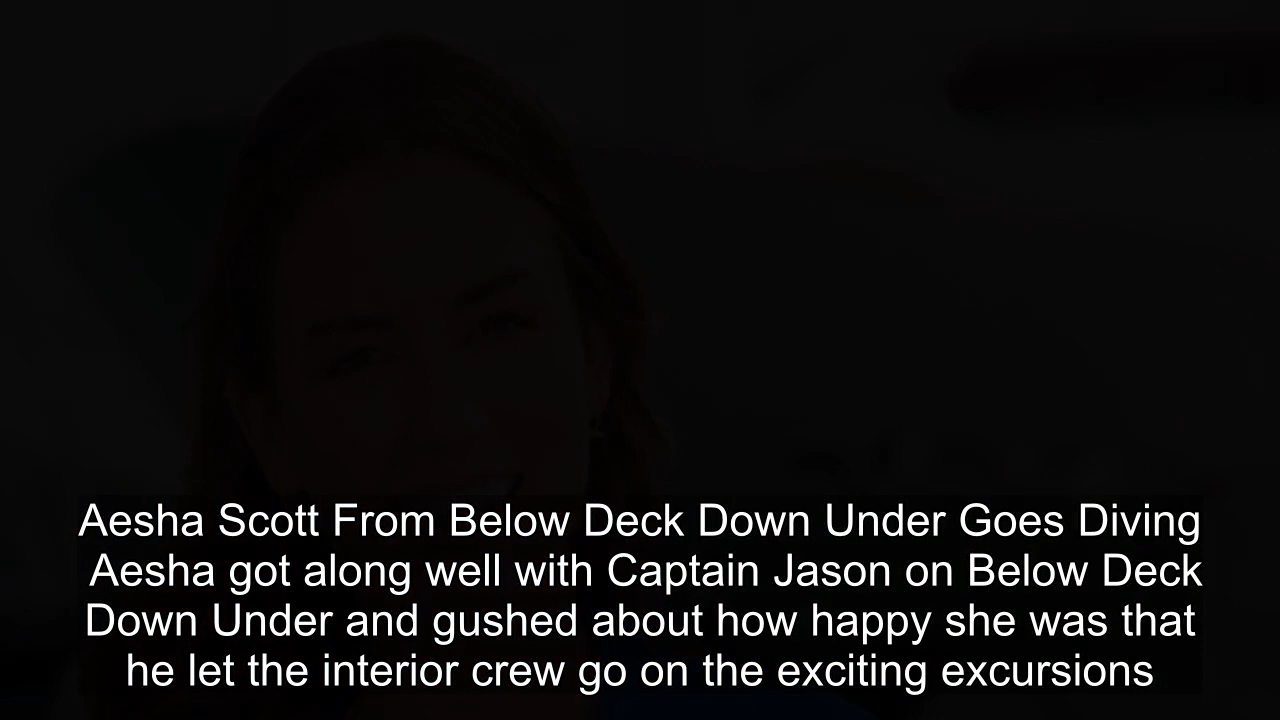 Aesha Scott From Below Deck Down Under Goes Diving
Aesha got along well with Captain Jason on Below Deck
Down Under and gushed about how happy she was that
he let the interior crew go on the exciting excursions